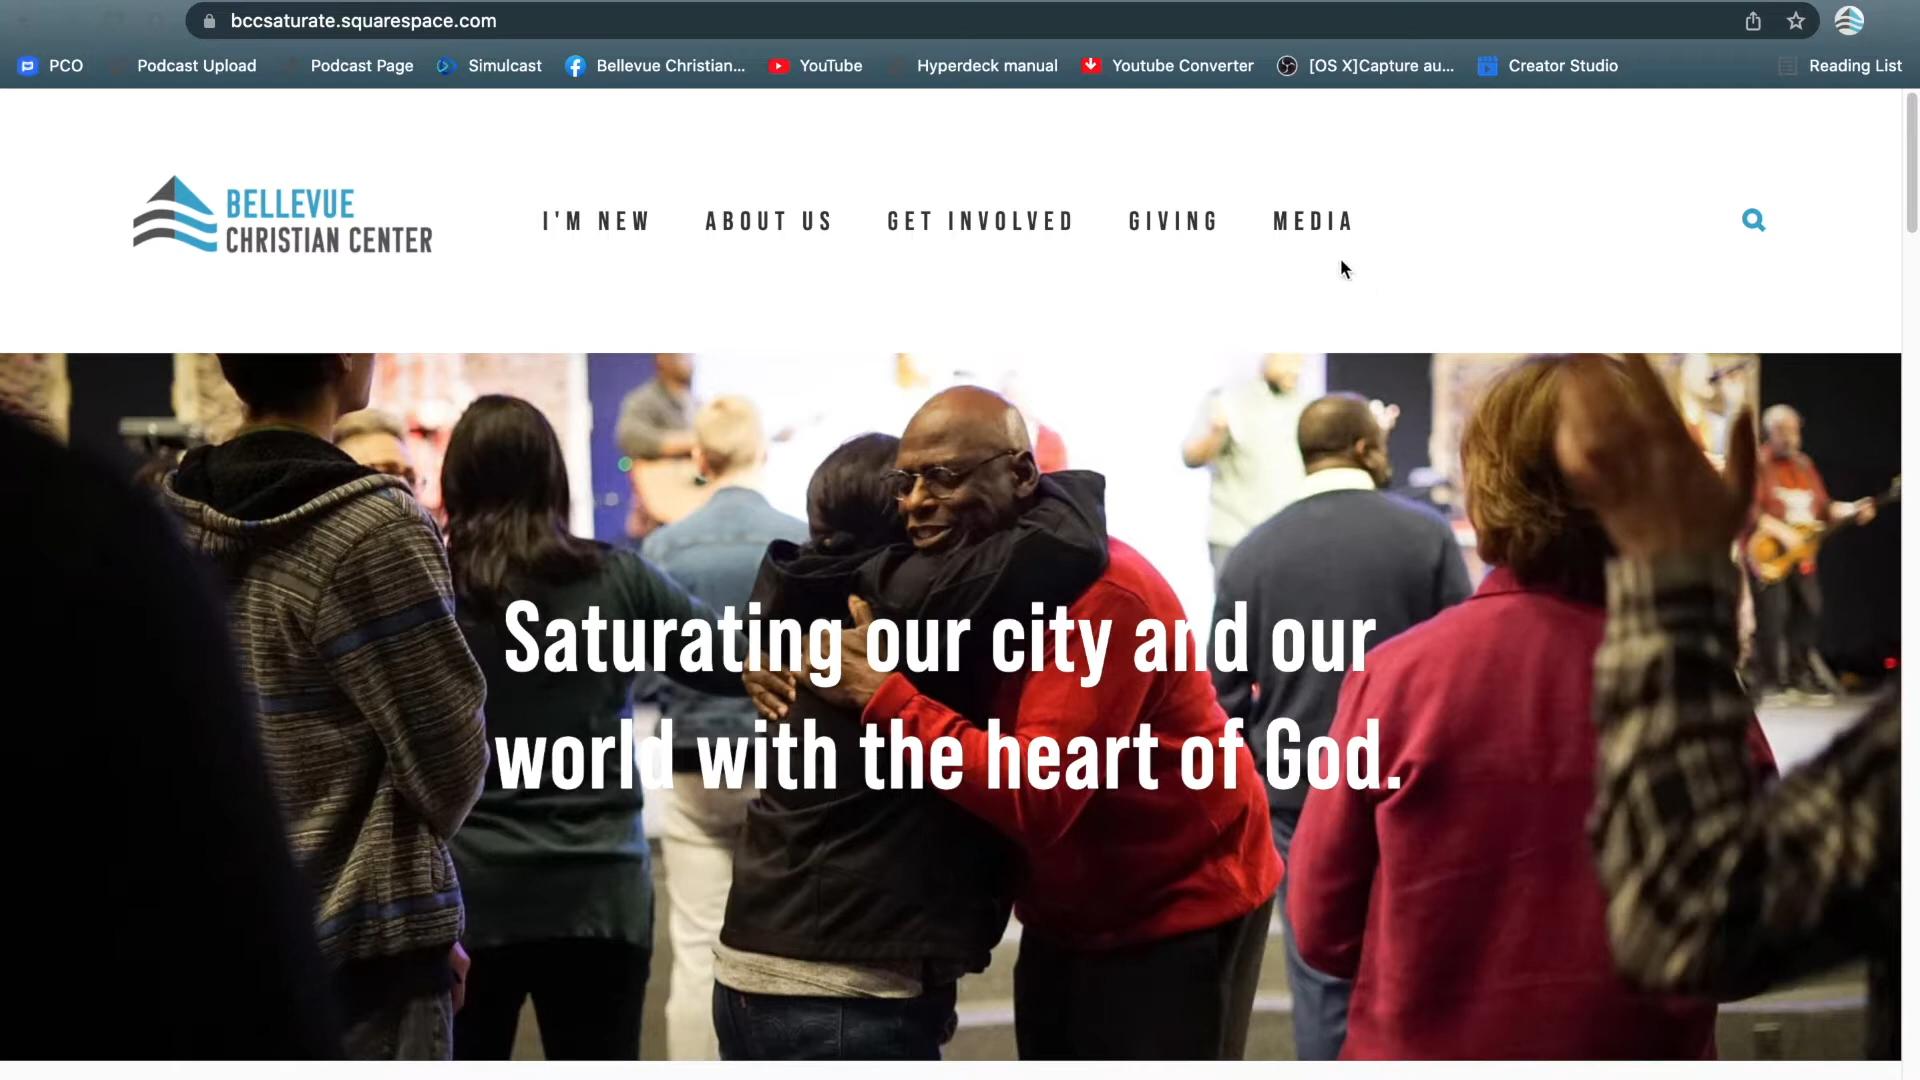 bccsaturate.squarespace.com
PCO Podcast Upload Podcast Page Simulcast Bellevue Christian... YouTube Hyperdeck manual Youtube Converter [OS X]Capture au... Creator Studio Reading List
BELLEVUE
CHRISTIAN CENTER
I'M NEW ABOUT US GET INVOLVED GIVING MEDIA
Saturating our city and our
world with the heart of God.